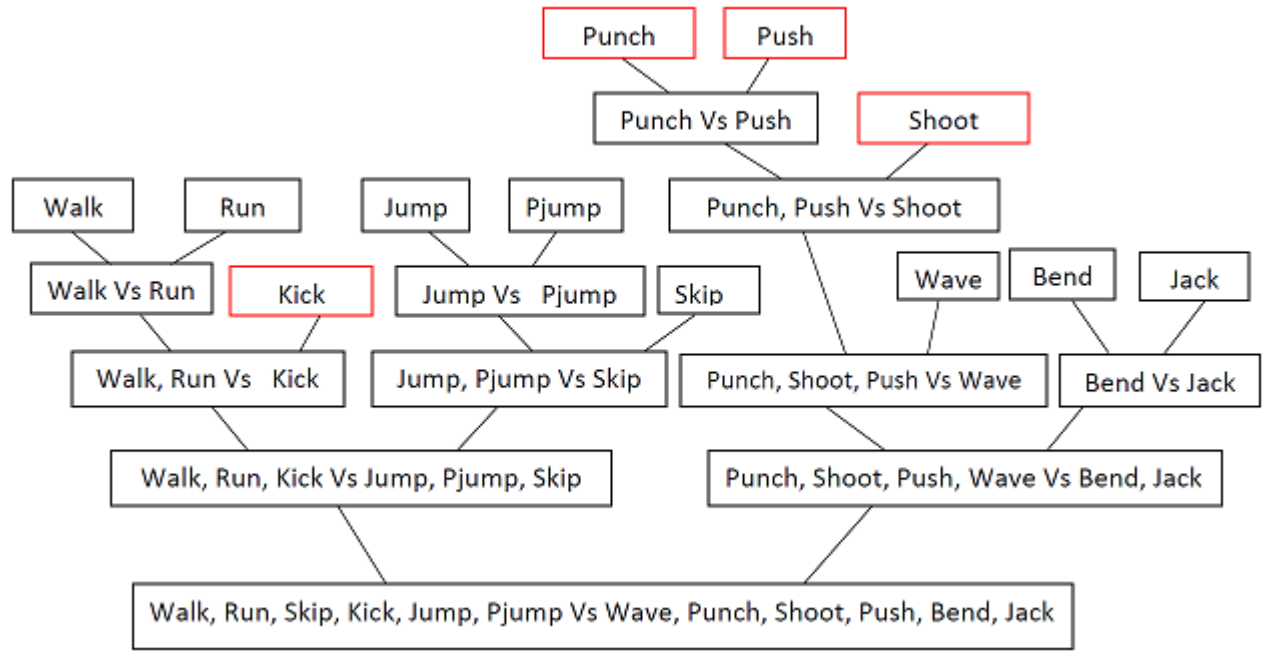 Punch
Push
Punch Vs Push
Shoot
Walk
Run
Jump
Pjump
Punch, Push Vs Shoot
Walk Vs Run
Kick
Jump Vs Pjump
Skip
Wave
Bend
Jack
Walk, Run Vs Kick
Jump, Pjump Vs Skip
Punch, Shoot, Push Vs Wave
Bend Vs Jack
Walk, Run, Kick Vs Jump, Pjump, Skip
Punch, Shoot, Push, Wave Vs Bend, Jack
Walk, Run, Skip, Kick, Jump, Pjump Vs Wave, Punch, Shoot, Push, Bend, Jack